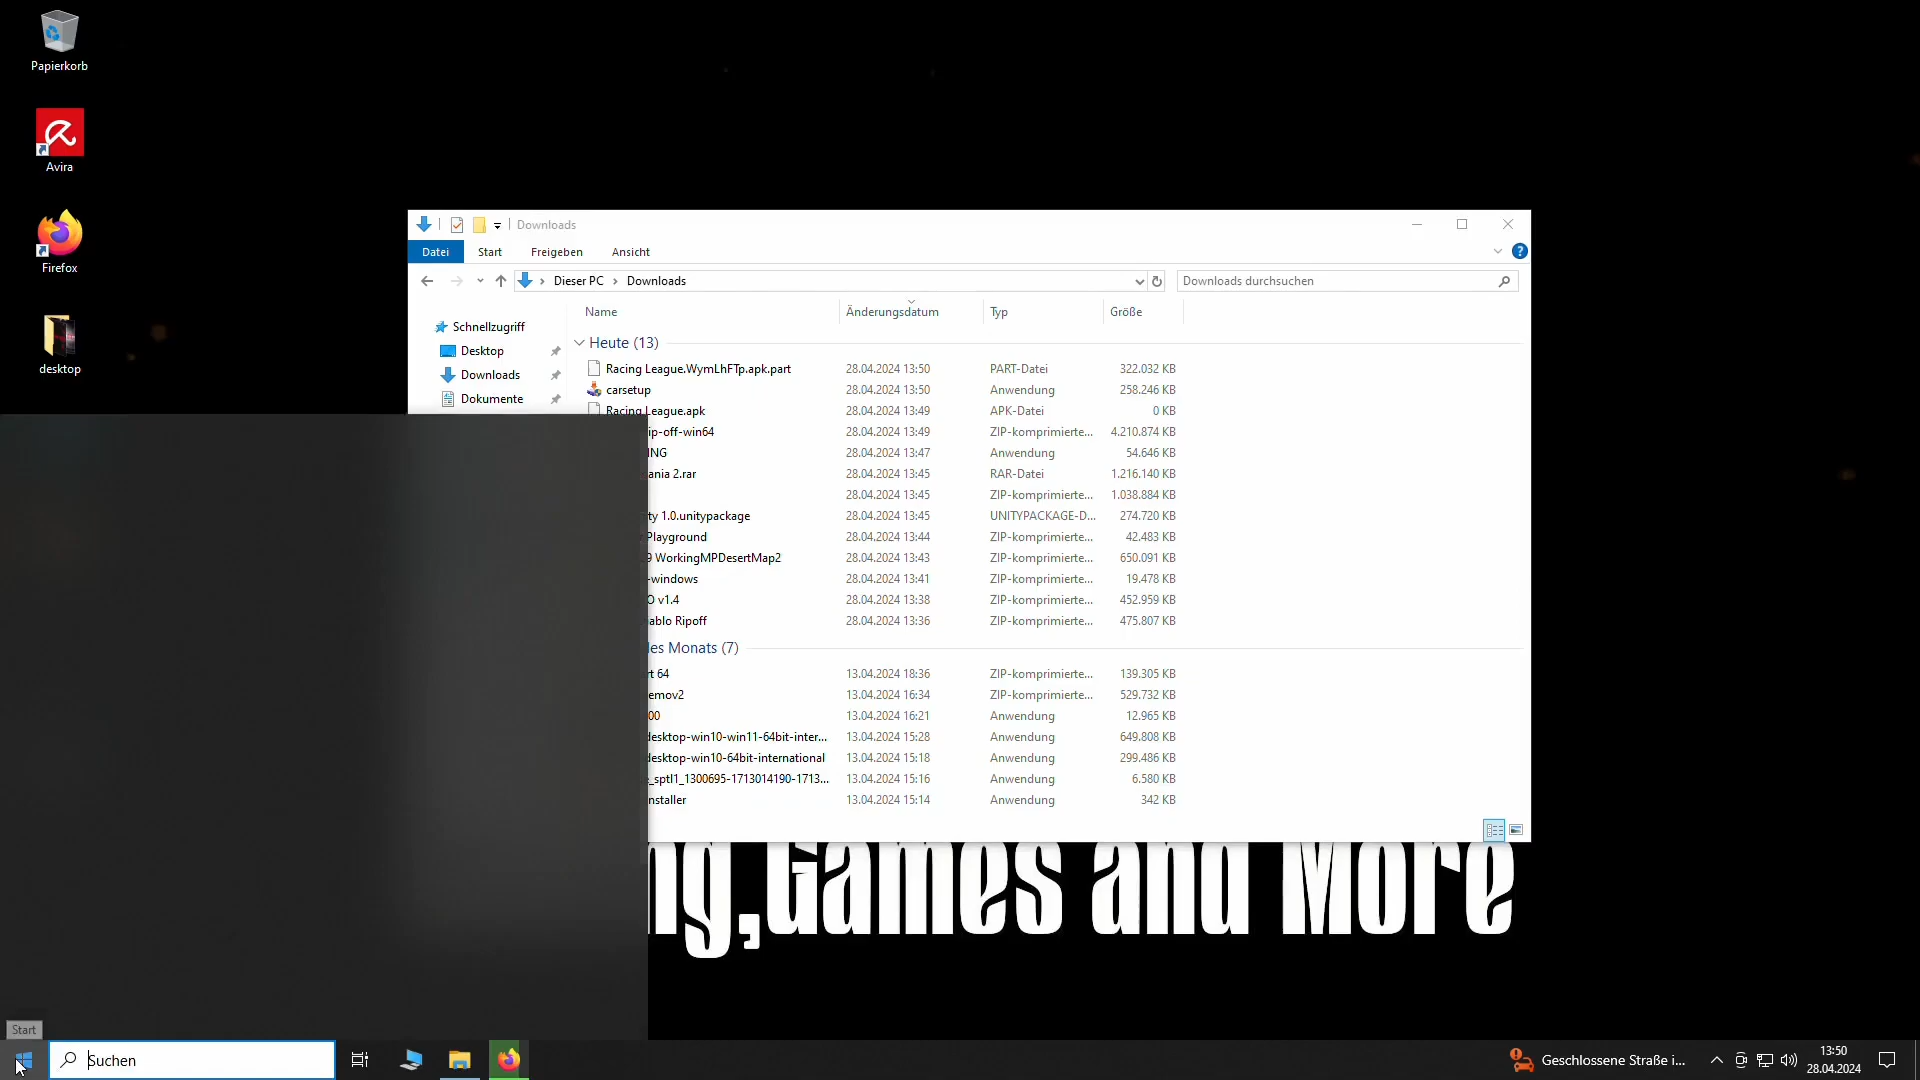 Papierkorb
Avira
Firefox
desktop
Downloads
Datei Start Freigeben Ansicht
Dieser PC Downloads
Downloads durchsuchen
Name Änderungsdatum Typ Größe
Schnellzugriff
Desktop
Downloads
Dokumente
Heute (13)
Racing League.WymLhFTp.apk.part 28.04.2024 13:50 PART-Datei 322.032 KB
carsetup 28.04.2024 13:50 Anwendung 258.246 KB
Racing League.apk 28.04.2024 13:49 APK-Datei 0 KB
ip-off-win64 28.04.2024 13:49 ZIP-komprimierte... 4.210.874 KB
ING 28.04.2024 13:47 Anwendung 54.646 KB
ania 2.rar 28.04.2024 13:45 RAR-Datei 1.216.140 KB
28.04.2024 13:45 ZIP-komprimierte... 1.038.884 KB
ty 1.0.unitypackage 28.04.2024 13:45 UNITYPACKAGE-D... 274.720 KB
Playground 28.04.2024 13:44 ZIP-komprimierte... 42.483 KB
9 WorkingMPDesertMap2 28.04.2024 13:43 ZIP-komprimierte... 650.091 KB
-windows 28.04.2024 13:41 ZIP-komprimierte... 19.478 KB
O v1.4 28.04.2024 13:38 ZIP-komprimierte... 452.959 KB
ablo Ripoff 28.04.2024 13:36 ZIP-komprimierte... 475.807 KB
les Monats (7)
rt 64 13.04.2024 18:36 ZIP-komprimierte... 139.305 KB
emov2 13.04.2024 16:34 ZIP-komprimierte... 529.732 KB
00 13.04.2024 16:21 Anwendung 12.965 KB
desktop-win10-win11-64bit-inter... 13.04.2024 15:28 Anwendung 649.808 KB
desktop-win10-64bit-international 13.04.2024 15:18 Anwendung 299.486 KB
_sptl1_1300695-1713014190-1713... 13.04.2024 15:16 Anwendung 6.580 KB
nstaller 13.04.2024 15:14 Anwendung 342 KB
ng,Games and More
Start
Suchen
Geschlossene Straße i...
13:50
28.04.2024